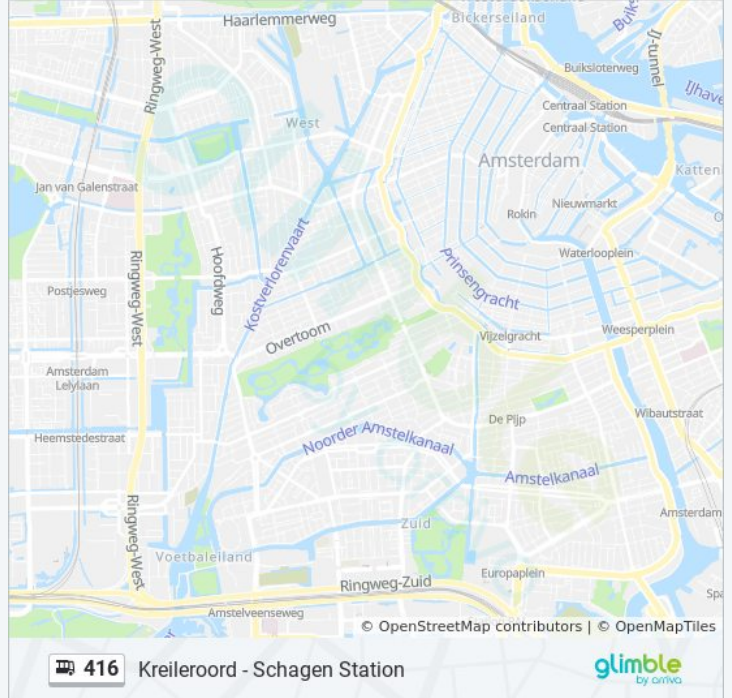 Haarlemmerweg
Bickerseiland
Ringweg-West
IJ-tunnel
Buiksloterweg
Centraal Station
Centraal Station
West
Amsterdam
Jan van Galenstraat
Nieuwmarkt
Rokin
Waterlooplein
Prinsengracht
Kostverlorenvaart
Hoofdweg
Ringweg-West
Postjesweg
Overtoom
Vijzelgracht
Weesperplein
Amsterdam
Lelylaan
De Pijp
Wibautstraat
Heemstedestraat
Noorder Amstelkanaal
Amstelkanaal
Ringweg-West
Amsterdam
Zuid
Voetbaleiland
Europaplein
Ringweg-Zuid
Amstelveenseweg
© OpenStreetMap contributors | © OpenMapTiles
416 Kreileroord - Schagen Station
glimble
by arriva